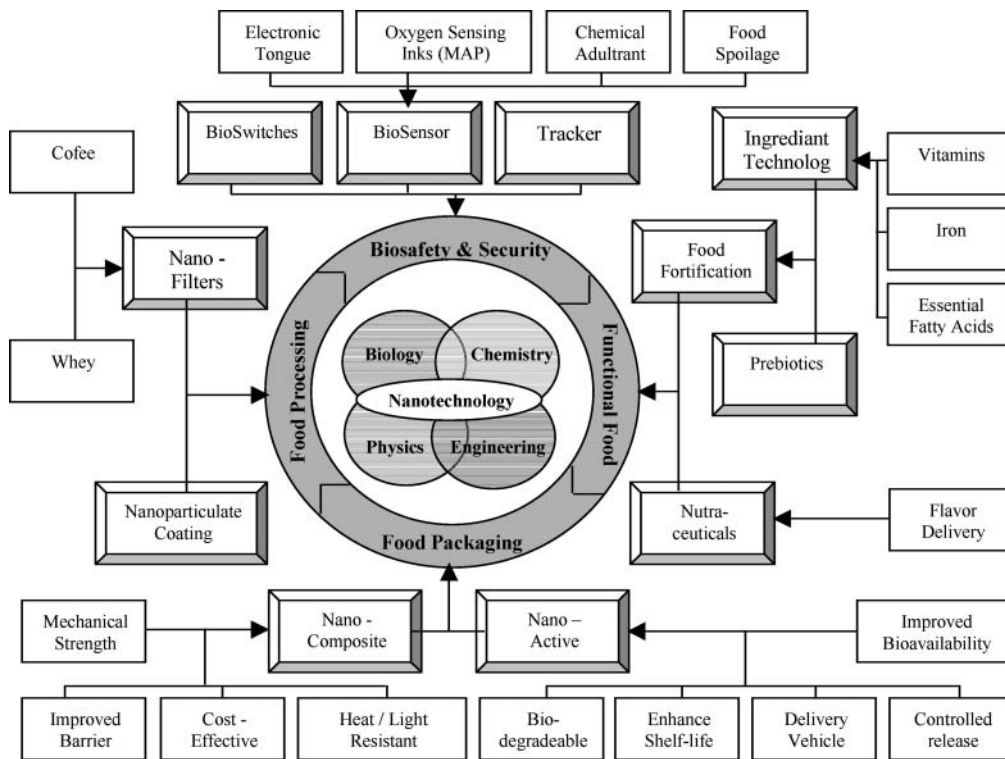 Electronic
Tongue
Oxygen Sensing
Inks (MAP)
Chemical
Adultrant
Food
Spoilage
BioSwitches
BioSensor
Tracker
Ingrediant
Technolog
Cofee
Vitamins
Nano -
Filters
Biosafety & Security
Food
Fortification
Iron
Whey
Essential
Fatty Acids
Prebiotics
Food Processing
Biology
Chemistry
Nanotechnology
Physics
Engineering
Functional Food
Nanoparticulate
Coating
Food Packaging
Nutra-
ceuticals
Flavor
Delivery
Mechanical
Strength
Nano -
Composite
Nano –
Active
Improved
Bioavailability
Improved
Barrier
Cost -
Effective
Heat / Light
Resistant
Bio-
degradeable
Enhance
Shelf-life
Delivery
Vehicle
Controlled
release